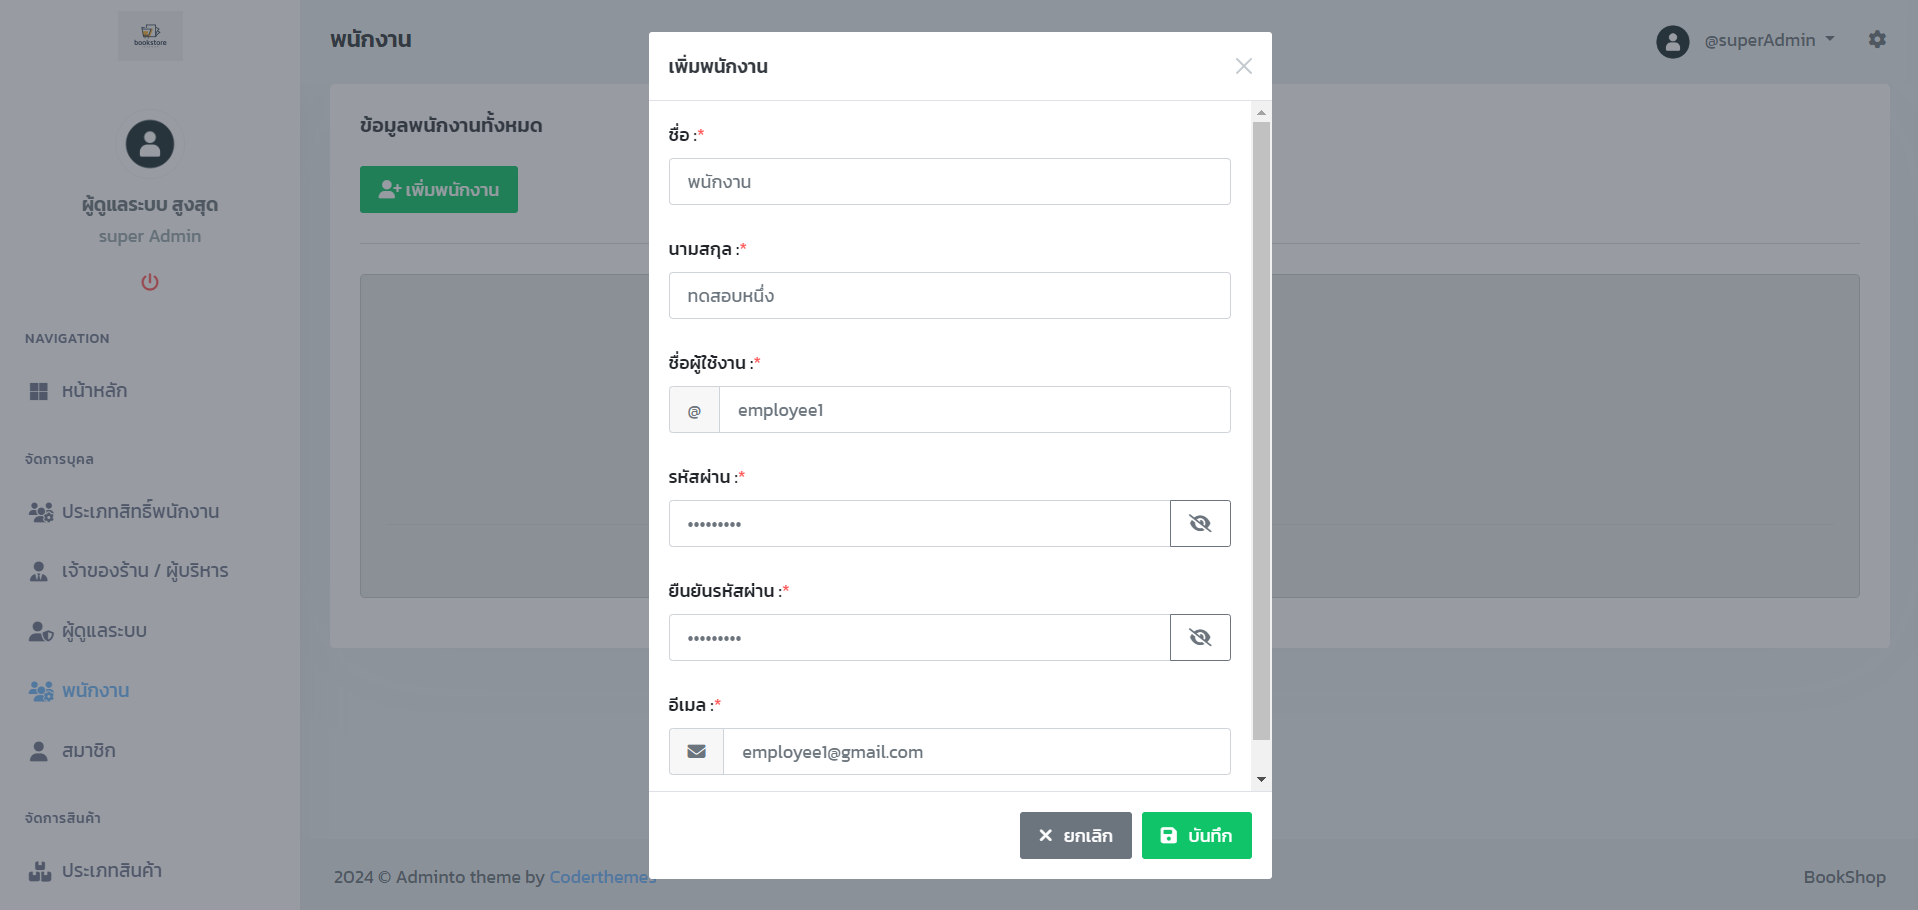 bookstore
ผู้ดูแลระบบ สูงสุด
super Admin
NAVIGATION
หน้าหลัก
จัดการบุคล
ประเภทสิทธิ์พนักงาน
เจ้าของร้าน / ผู้บริหาร
ผู้ดูแลระบบ
พนักงาน
สมาชิก
จัดการสินค้า
ประเภทสินค้า
พนักงาน
@superAdmin
ข้อมูลพนักงานทั้งหมด
เพิ่มพนักงาน
เพิ่มพนักงาน
ชื่อ :*
พนักงาน
นามสกุล :*
ทดสอบหนึ่ง
ชื่อผู้ใช้งาน :*
@ employee1
รหัสผ่าน :*
•••••••••
ยืนยันรหัสผ่าน :*
•••••••••
อีเมล :*
employee1@gmail.com
ยกเลิก
บันทึก
2024 © Adminto theme by Coderthemes
BookShop